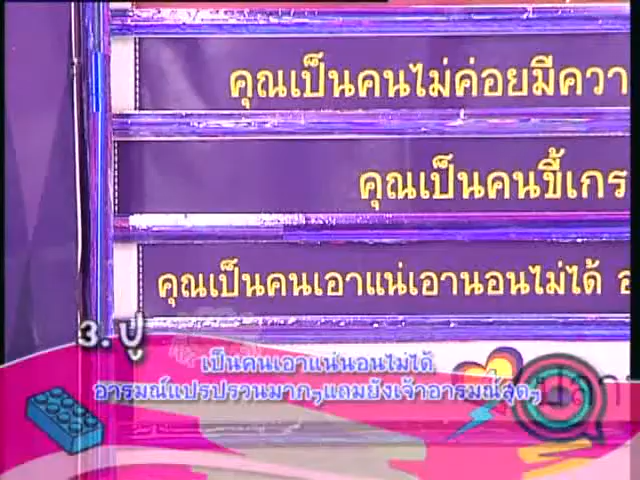 คุณเป็นคนไม่ค่อยมีควา
คุณเป็นคนขี้เกร
คุณเป็นคนเอาแน่เอานอนไม่ได้ อ
3. ปู
เป็นคนเอาแน่นอนไม่ได้
อารมณ์แปรปรวนมากๆแถมยังเจ้าอารมณ์สุดๆ